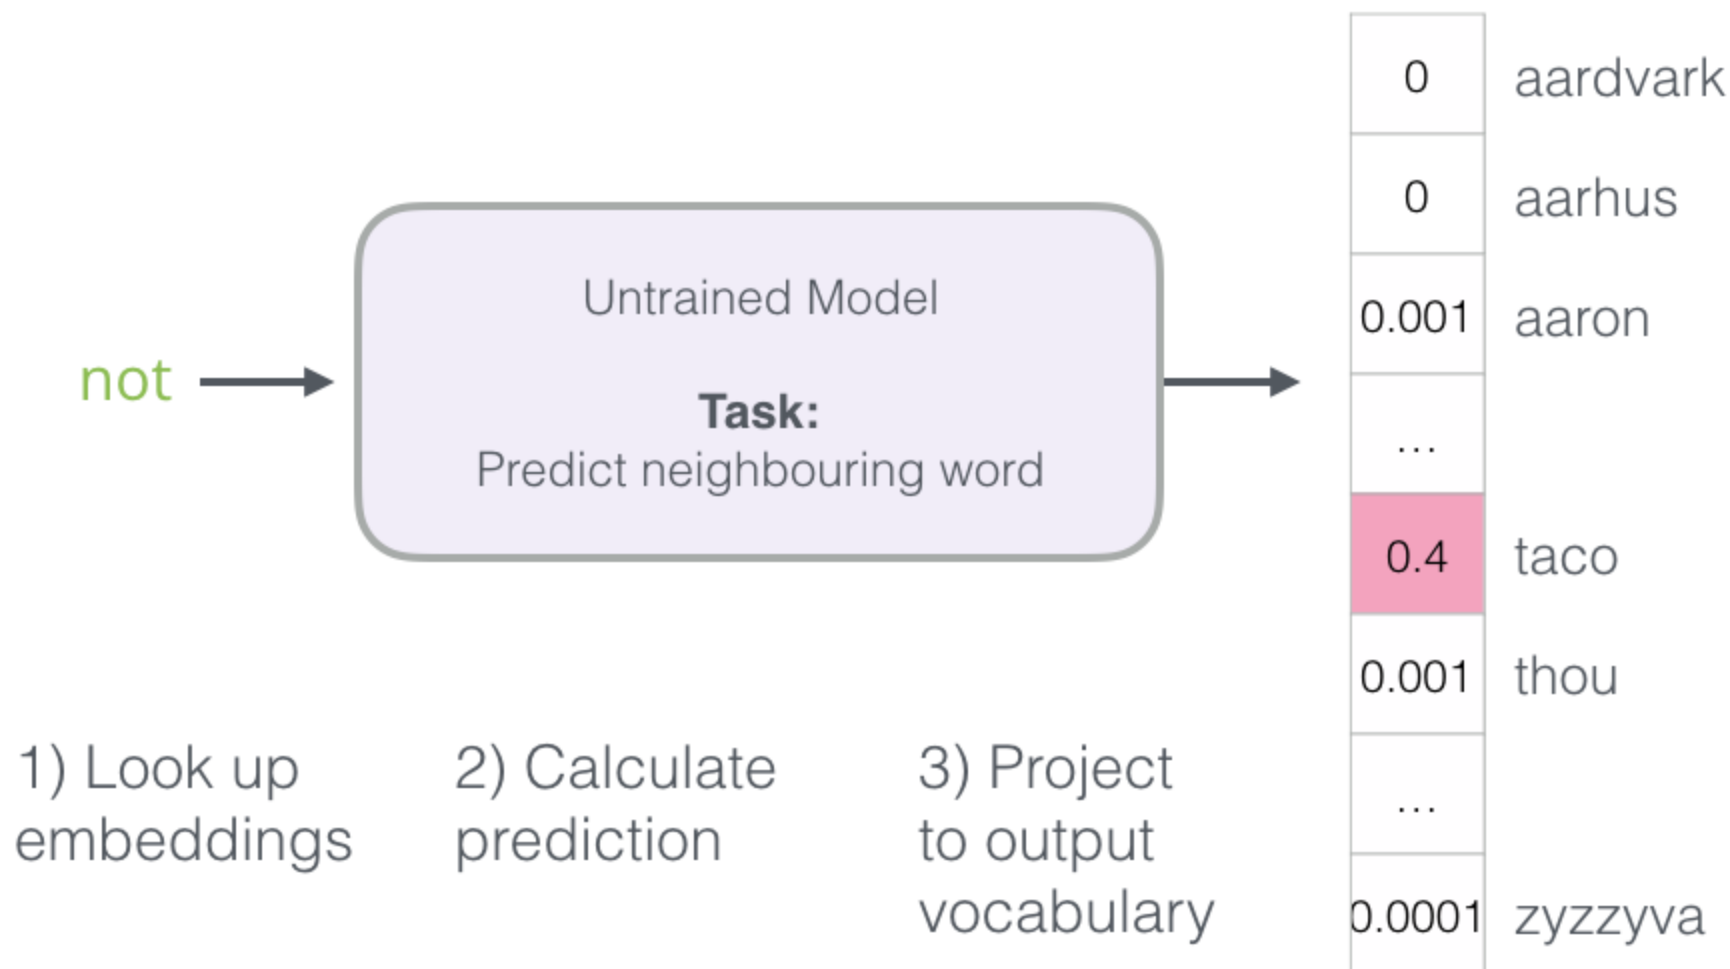 0 aardvark
0 aarhus
0.001 aaron
...
0.4 taco
0.001 thou
...
0.0001 zyzzyva
not
Untrained Model
Task:
Predict neighbouring word
1) Look up
embeddings
2) Calculate
prediction
3) Project
to output
vocabulary